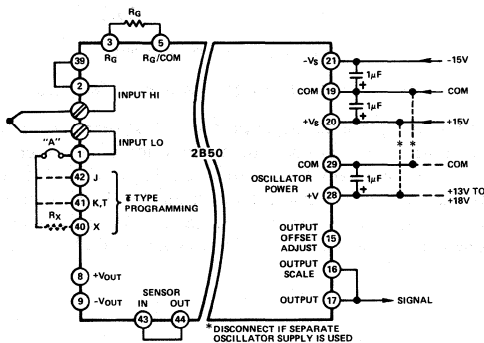 RG
3
5
RG
RG/COM
39
2
INPUT HI
INPUT LO
"A"
1
42
J
41
K,T
TYPE
PROGRAMMING
RX
40
X
8
+VOUT
9
-VOUT
SENSOR
IN
OUT
43
44
2B50
-VS
21
-15V
1μF
+
COM
19
COM
1μF
+
+VS
20
+15V
*
*
COM
29
COM
OSCILLATOR
POWER
1μF
+
+V
28
+13V TO
+18V
OUTPUT
OFFSET
ADJUST
15
OUTPUT
SCALE
16
OUTPUT
17
SIGNAL
*DISCONNECT IF SEPARATE
OSCILLATOR SUPPLY IS USED